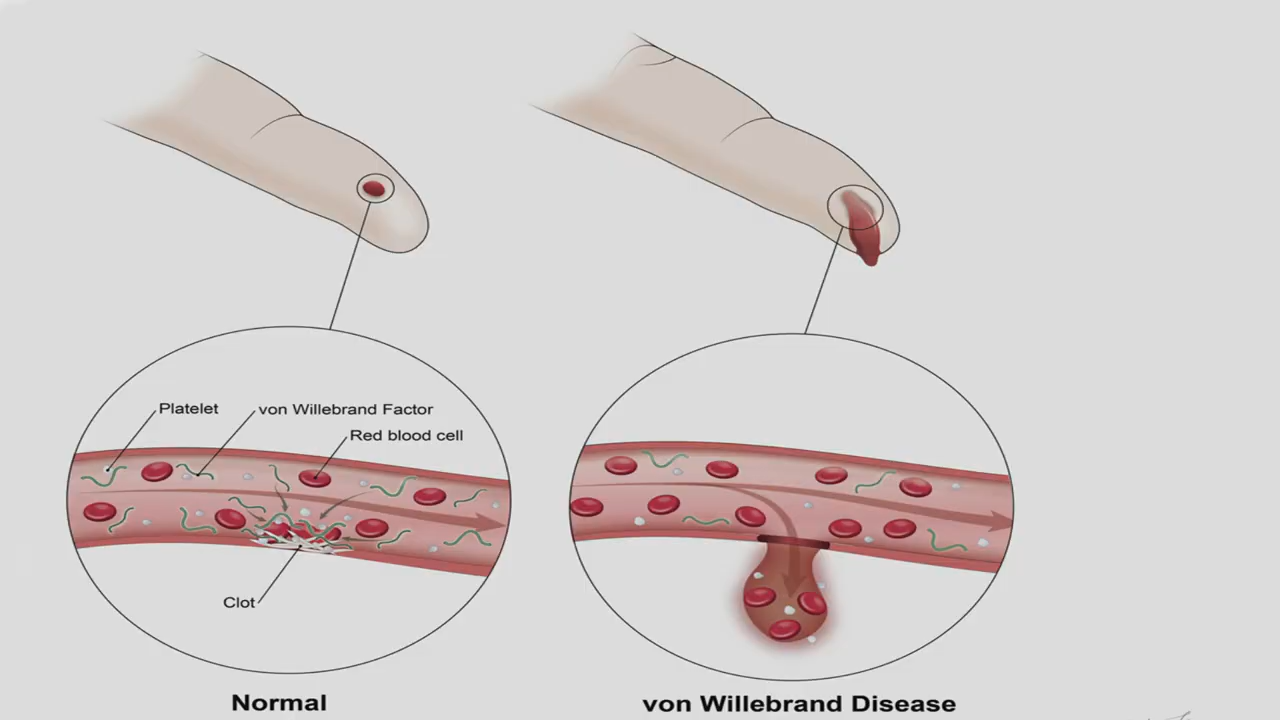 Platelet
von Willebrand Factor
Red blood cell
Clot
Normal
von Willebrand Disease